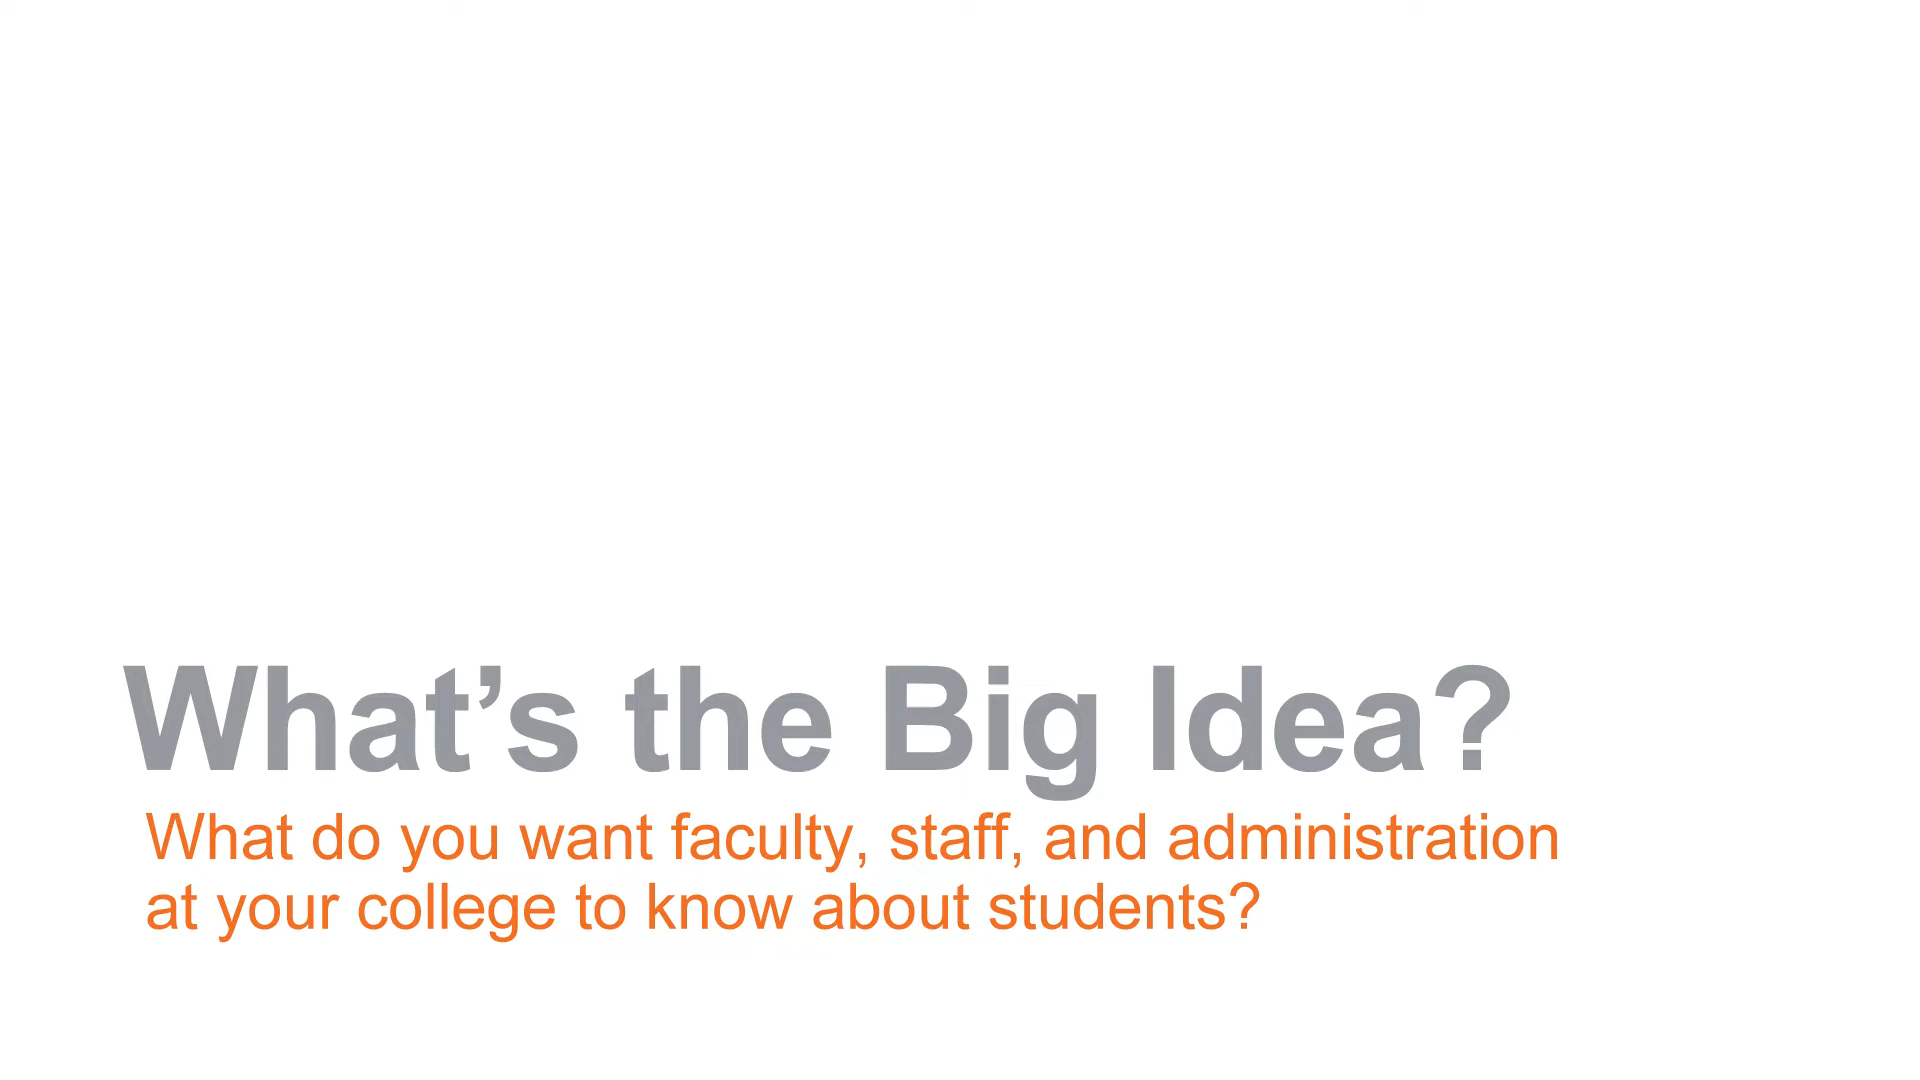 What’s the Big Idea?
What do you want faculty, staff, and administration
at your college to know about students?